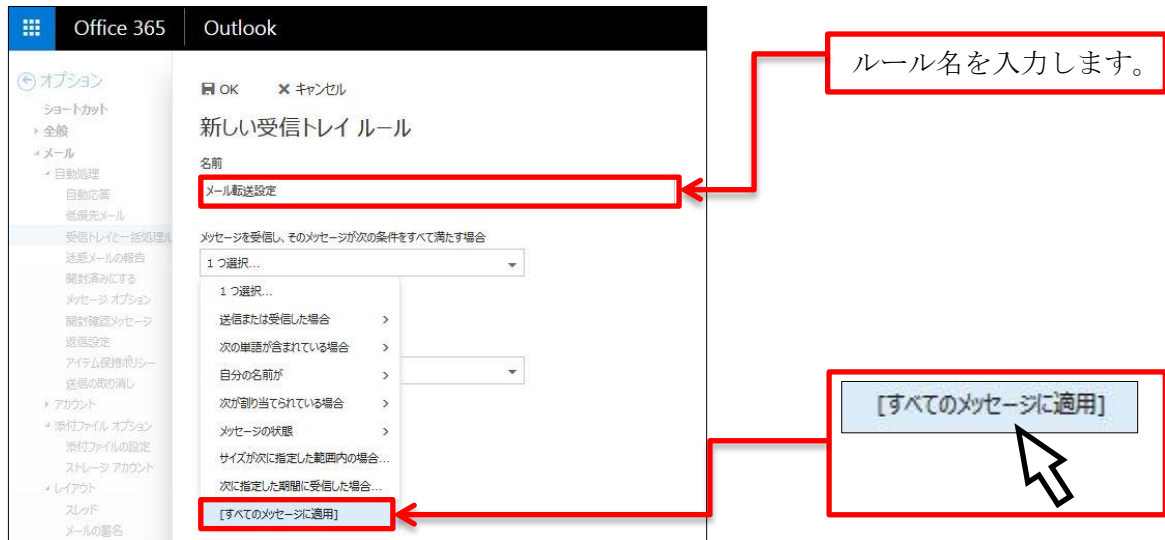 Office 365
Outlook
オプション
ショートカット
全般
メール
自動処理
自動応答
低優先メール
受信トレイと一括処理ル
迷惑メールの報告
開封済みにする
メッセージ オプション
開封確認メッセージ
返信設定
アイテム保持ポリシー
送信の取り消し
アカウント
添付ファイル オプション
添付ファイルの設定
ストレージ アカウント
レイアウト
スレッド
メールの署名
OK
キャンセル
新しい受信トレイ ルール
名前
メール転送設定
メッセージを受信し、そのメッセージが次の条件をすべて満たす場合
1 つ選択...
1 つ選択...
送信または受信した場合
次の単語が含まれている場合
自分の名前が
次が割り当てられている場合
メッセージの状態
サイズが次に指定した範囲内の場合...
次に指定した期間に受信した場合...
[すべてのメッセージに適用]
ルール名を入力します。
[すべてのメッセージに適用]